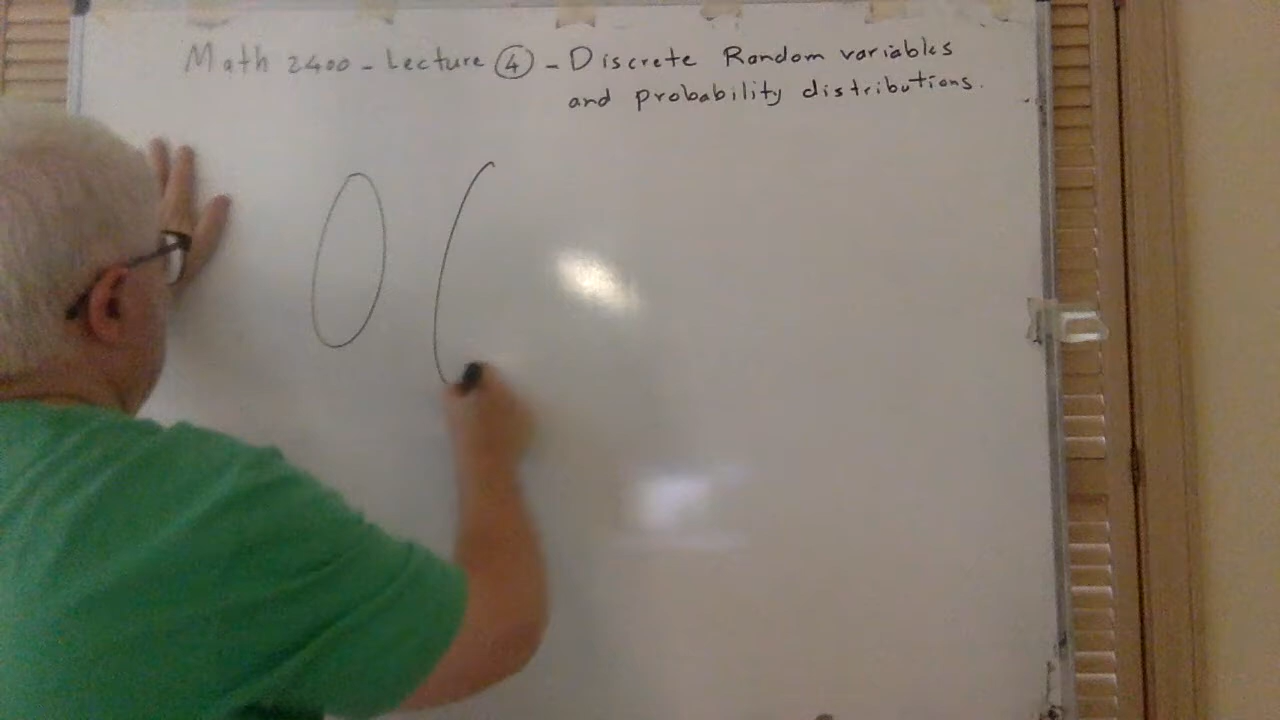 Math 2400 - Lecture ④ - Discrete Random variables
and probability distributions.